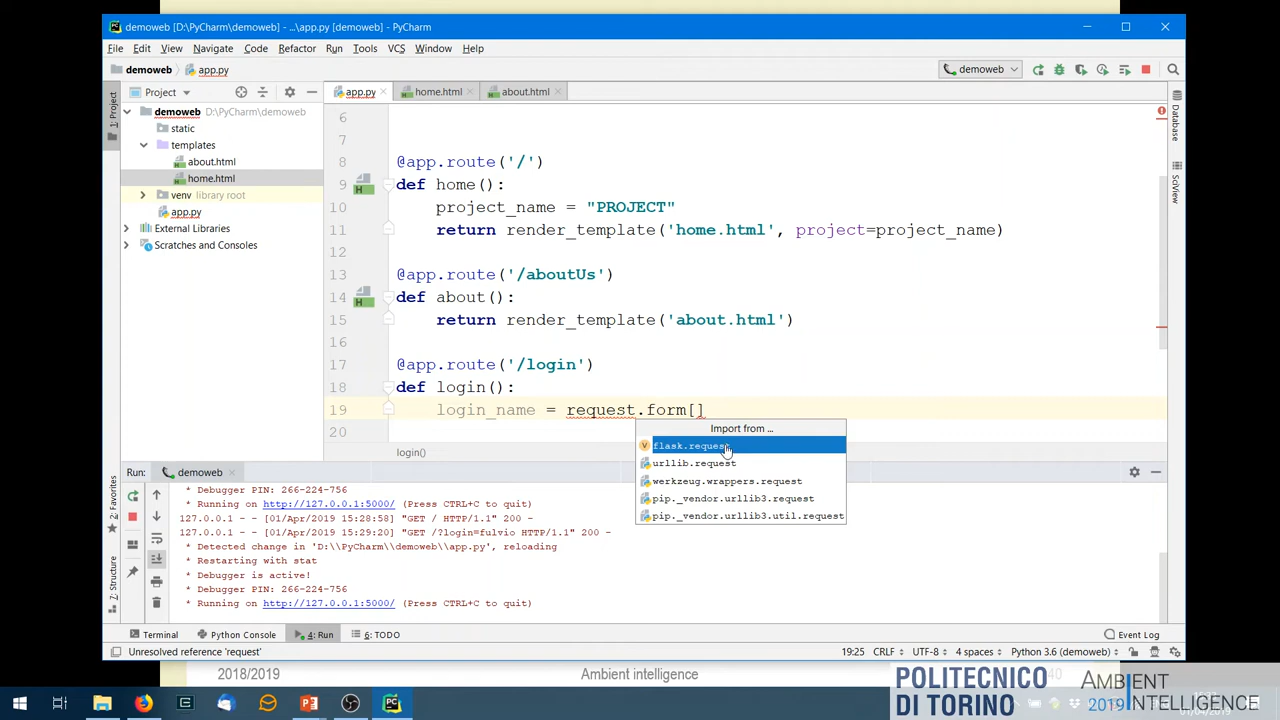 demoweb [D:\PyCharm\demoweb] - ...\app.py [demoweb] - PyCharm
File Edit View Navigate Code Refactor Run Tools VCS Window Help
demoweb app.py demoweb
1: Project
Project
app.py home.html about.html
demoweb D:\PyCharm\demoweb
static
templates
about.html
home.html
venv library root
app.py
External Libraries
Scratches and Consoles
6
7
8 @app.route('/')
9 def home():
10 project_name = "PROJECT"
11 return render_template('home.html', project=project_name)
12
13 @app.route('/aboutUs')
14 def about():
15 return render_template('about.html')
16
17 @app.route('/login')
18 def login():
19 login_name = request.form[]
20
Import from ...
flask.request
urllib.request
werkzeug.wrappers.request
pip._vendor.urllib3.request
pip._vendor.urllib3.util.request
login()
Database
SciView
Run: demoweb
* Debugger PIN: 266-224-756
* Running on http://127.0.0.1:5000/ (Press CTRL+C to quit)
127.0.0.1 - - [01/Apr/2019 15:28:58] "GET / HTTP/1.1" 200 -
127.0.0.1 - - [01/Apr/2019 15:29:20] "GET /?login=fulvio HTTP/1.1" 200 -
* Detected change in 'D:\\PyCharm\\demoweb\\app.py', reloading
* Restarting with stat
* Debugger is active!
* Debugger PIN: 266-224-756
* Running on http://127.0.0.1:5000/ (Press CTRL+C to quit)
2: Favorites
7: Structure
Terminal Python Console 4: Run 6: TODO Event Log
Unresolved reference 'request' 19:25 CRLF UTF-8 4 spaces Python 3.6 (demoweb)
2018/2019 Ambient intelligence
POLITECNICO
DI TORINO
AMBIENT
2019 INTELLIGENCE